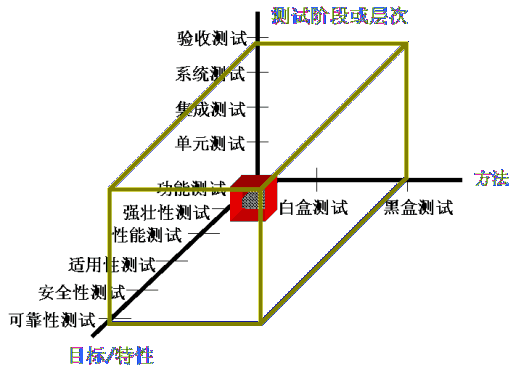 测试阶段或层次
验收测试
系统测试
集成测试
单元测试
方法
功能测试
白盒测试
黑盒测试
强壮性测试
性能测试
适用性测试
安全性测试
可靠性测试
目标/特性